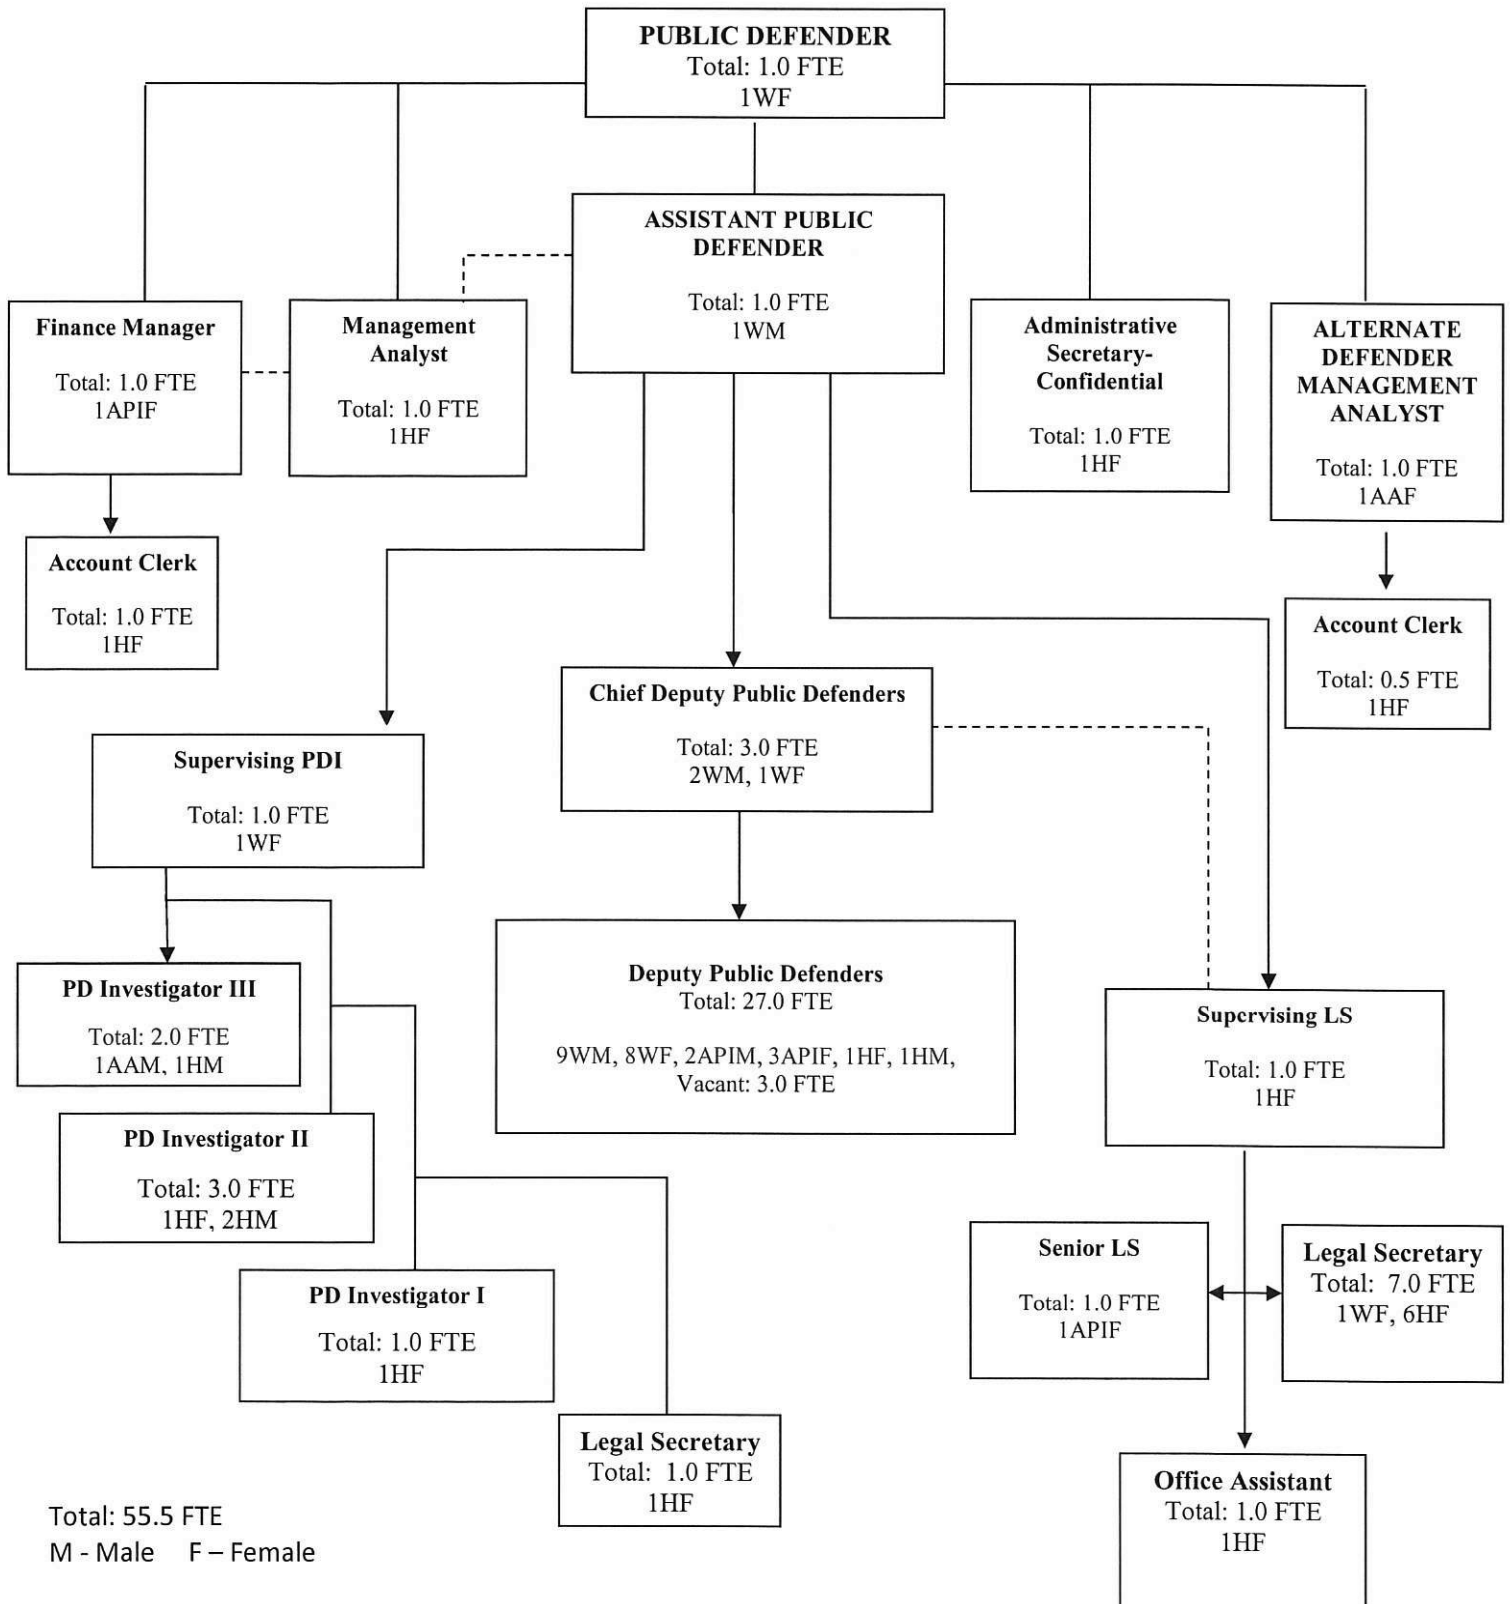 PUBLIC DEFENDER
Total: 1.0 FTE
1WF
ASSISTANT PUBLIC
DEFENDER
Total: 1.0 FTE
1WM
Finance Manager
Total: 1.0 FTE
1APIF
Management
Analyst
Total: 1.0 FTE
1HF
Administrative
Secretary-
Confidential
Total: 1.0 FTE
1HF
ALTERNATE
DEFENDER
MANAGEMENT
ANALYST
Total: 1.0 FTE
1AAF
Account Clerk
Total: 1.0 FTE
1HF
Account Clerk
Total: 0.5 FTE
1HF
Chief Deputy Public Defenders
Total: 3.0 FTE
2WM, 1WF
Supervising PDI
Total: 1.0 FTE
1WF
Deputy Public Defenders
Total: 27.0 FTE
9WM, 8WF, 2APIM, 3APIF, 1HF, 1HM,
Vacant: 3.0 FTE
PD Investigator III
Total: 2.0 FTE
1AAM, 1HM
Supervising LS
Total: 1.0 FTE
1HF
PD Investigator II
Total: 3.0 FTE
1HF, 2HM
Senior LS
Total: 1.0 FTE
1APIF
Legal Secretary
Total: 7.0 FTE
1WF, 6HF
PD Investigator I
Total: 1.0 FTE
1HF
Legal Secretary
Total: 1.0 FTE
1HF
Office Assistant
Total: 1.0 FTE
1HF
Total: 55.5 FTE
M - Male F – Female